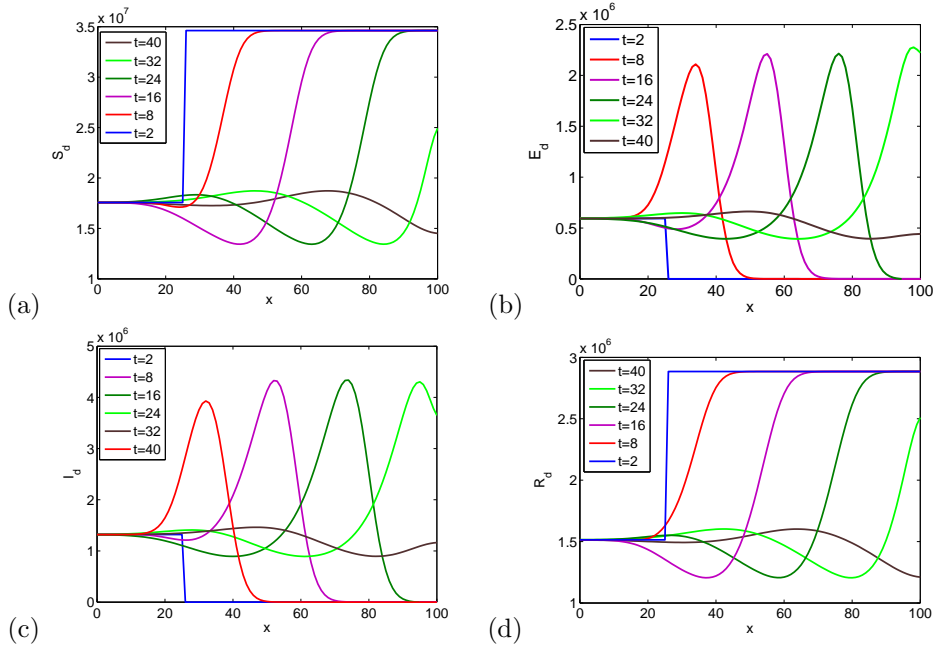 x 10^7
3.5
3
2.5
2
1.5
1
S_d
t=40
t=32
t=24
t=16
t=8
t=2
0 20 40 60 80 100
x
(a)
x 10^6
2.5
2
1.5
1
0.5
0
E_d
t=2
t=8
t=16
t=24
t=32
t=40
0 20 40 60 80 100
x
(b)
x 10^6
5
4
3
2
1
0
I_d
t=2
t=8
t=16
t=24
t=32
t=40
0 20 40 60 80 100
x
(c)
x 10^6
3
2.5
2
1.5
1
R_d
t=40
t=32
t=24
t=16
t=8
t=2
0 20 40 60 80 100
x
(d)